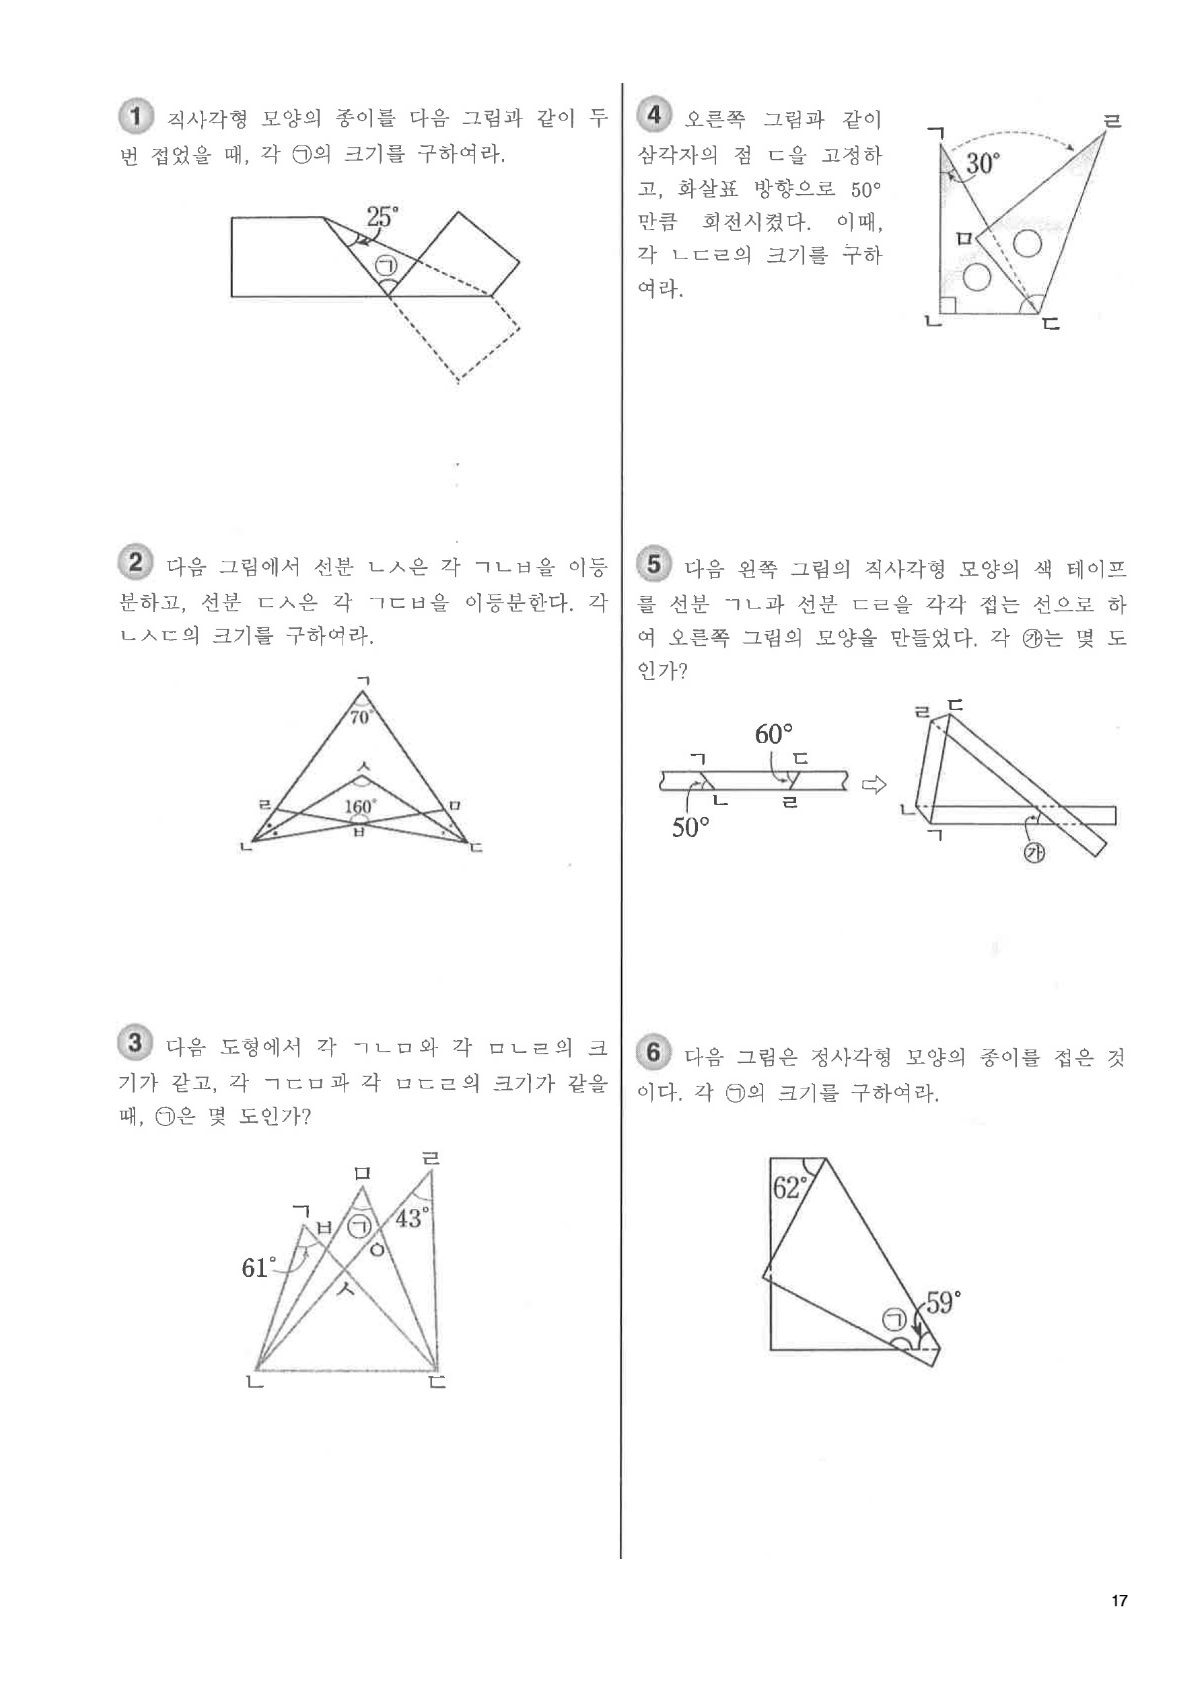 1 직사각형 모양의 종이를 다음 그림과 같이 두
번 접었을 때, 각 ㉠의 크기를 구하여라.
25°
㉠
2 다음 그림에서 선분 ㄴㅅ은 각 ㄱㄴㅂ을 이등
분하고, 선분 ㄷㅅ은 각 ㄱㄷㅂ을 이등분한다. 각
ㄴㅅㄷ의 크기를 구하여라.
ㄱ
70°
ㅅ
ㄹ 160° ㅁ
ㅂ
ㄴ ㄷ
3 다음 도형에서 각 ㄱㄴㅁ와 각 ㅁㄴㄹ의 크
기가 같고, 각 ㄱㄷㅁ과 각 ㅁㄷㄹ의 크기가 같을
때, ㉠은 몇 도인가?
ㄹ
ㅁ
ㄱ ㅂ ㉠ 43°
ㅇ
61°
ㅅ
ㄴ ㄷ
4 오른쪽 그림과 같이
삼각자의 점 ㄷ을 고정하
고, 화살표 방향으로 50°
만큼 회전시켰다. 이때,
각 ㄴㄷㄹ의 크기를 구하
여라.
ㄱ ㄹ
30°
ㅁ
ㄴ ㄷ
5 다음 왼쪽 그림의 직사각형 모양의 색 테이프
를 선분 ㄱㄴ과 선분 ㄷㄹ을 각각 접는 선으로 하
여 오른쪽 그림의 모양을 만들었다. 각 ㉮는 몇 도
인가?
60°
ㄱ ㄷ
ㄴ ㄹ
50°
⇨
ㄹ ㄷ
ㄴ
ㄱ
㉮
6 다음 그림은 정사각형 모양의 종이를 접은 것
이다. 각 ㉠의 크기를 구하여라.
62°
㉠ 59°
17